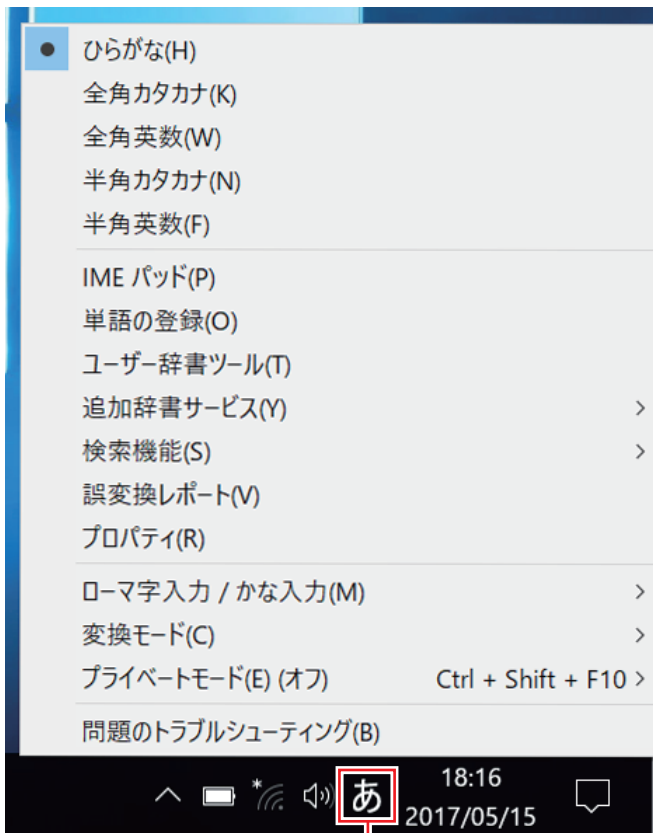 ひらがな(H)
全角カタカナ(K)
全角英数(W)
半角カタカナ(N)
半角英数(F)
IME パッド(P)
単語の登録(O)
ユーザー辞書ツール(T)
追加辞書サービス(Y)
検索機能(S)
誤変換レポート(V)
プロパティ(R)
ローマ字入力 / かな入力(M)
変換モード(C)
プライベートモード(E) (オフ) Ctrl + Shift + F10
問題のトラブルシューティング(B)
あ 18:16
2017/05/15